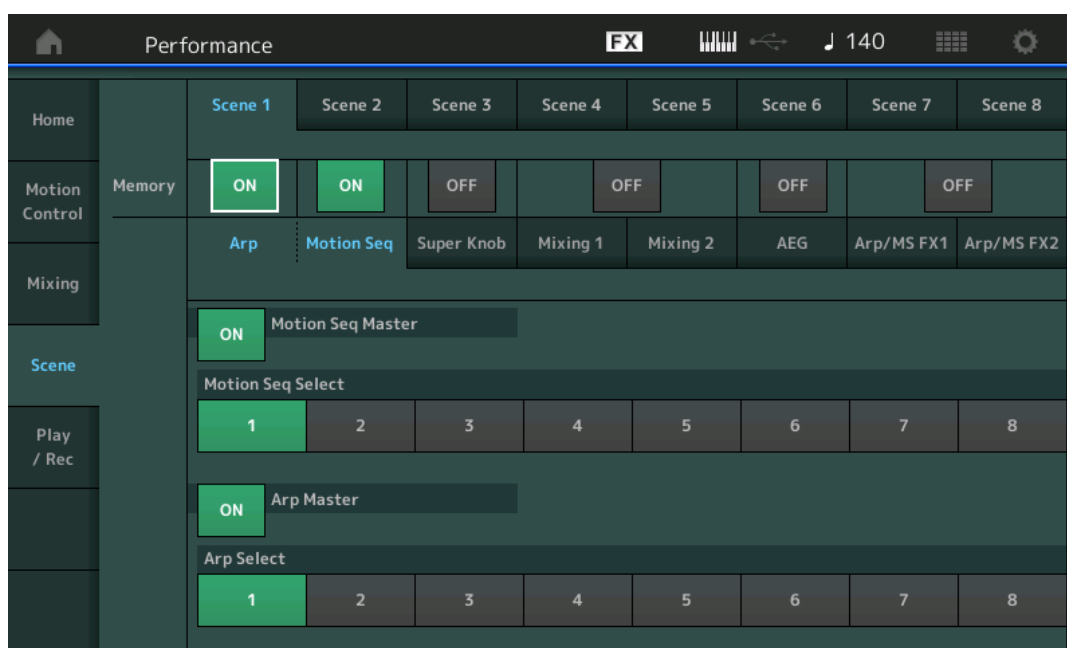 Performance FX 140
Home
Scene 1 Scene 2 Scene 3 Scene 4 Scene 5 Scene 6 Scene 7 Scene 8
Motion
Control
Memory ON ON OFF OFF OFF OFF
Arp Motion Seq Super Knob Mixing 1 Mixing 2 AEG Arp/MS FX1 Arp/MS FX2
Mixing
ON Motion Seq Master
Scene
Motion Seq Select
1 2 3 4 5 6 7 8
Play
/ Rec
ON Arp Master
Arp Select
1 2 3 4 5 6 7 8